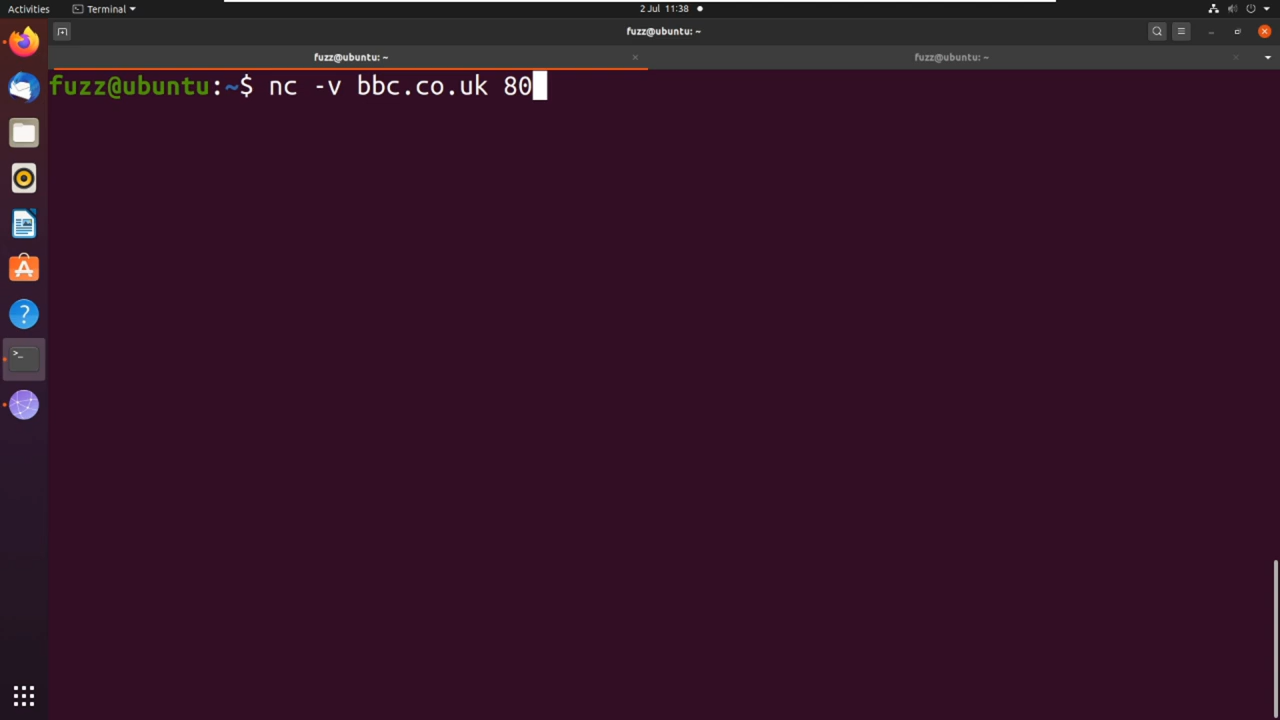 Activities
Terminal
2 Jul 11:38
fuzz@ubuntu: ~
fuzz@ubuntu: ~
fuzz@ubuntu: ~
fuzz@ubuntu:~$ nc -v bbc.co.uk 80